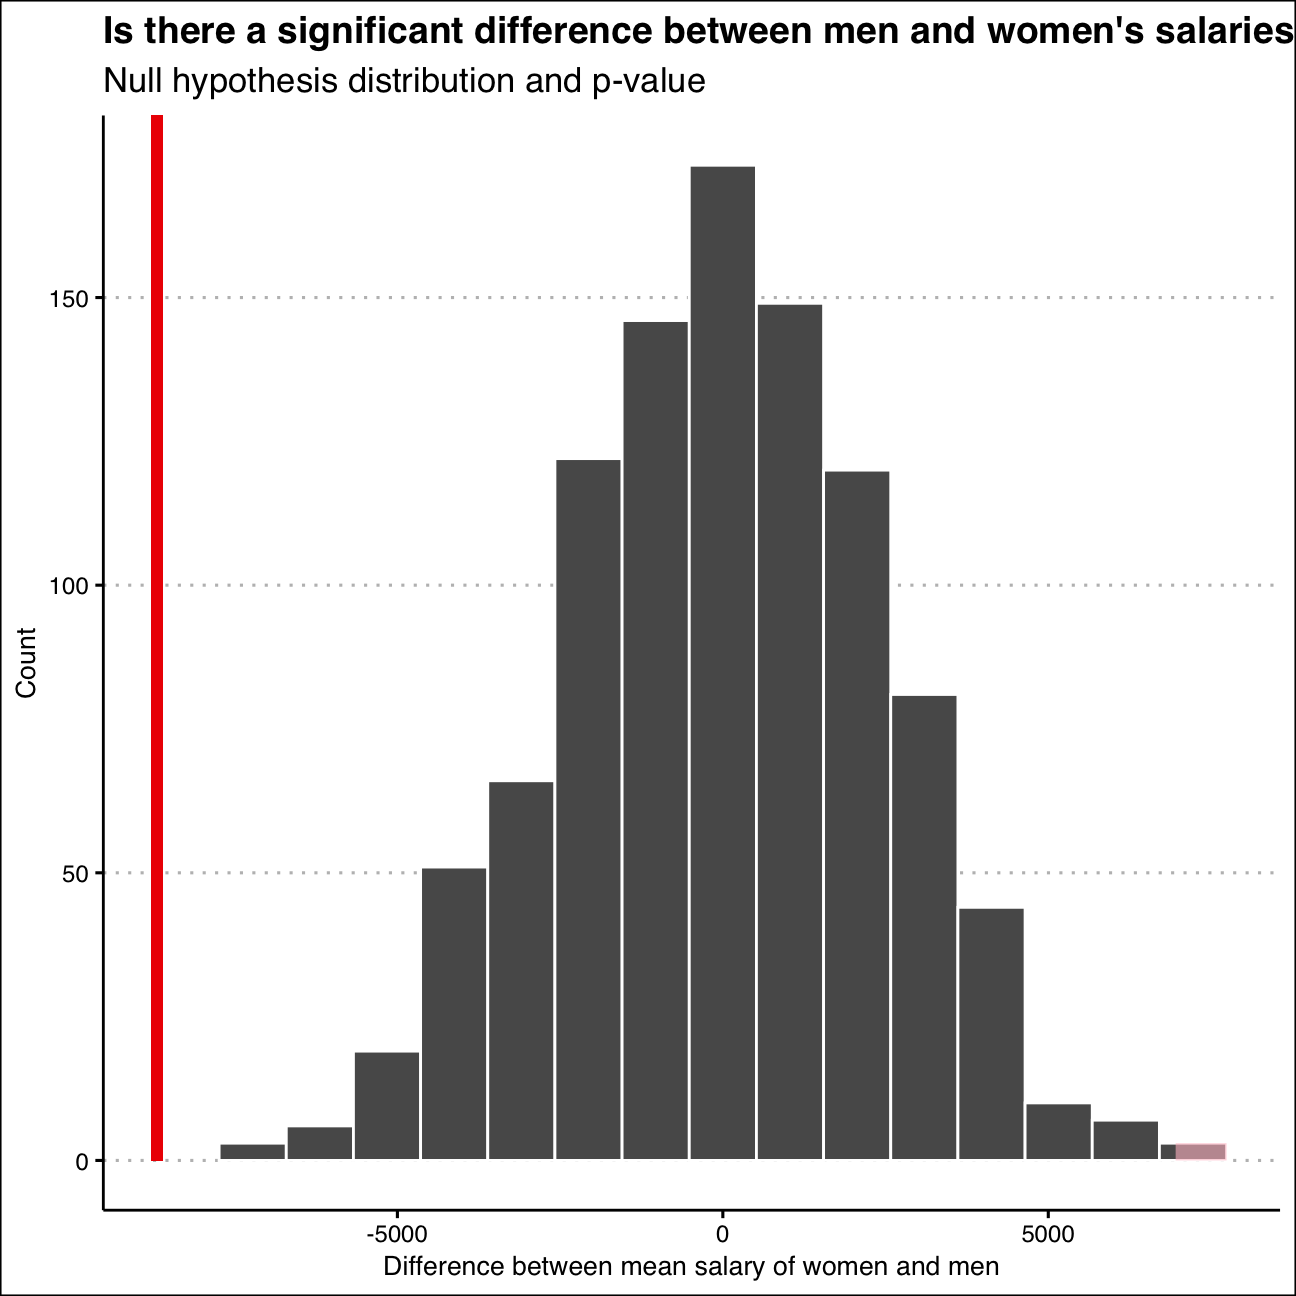 Is there a significant difference between men and women's salaries
Null hypothesis distribution and p-value
150
100
50
0
Count
-5000
0
5000
Difference between mean salary of women and men